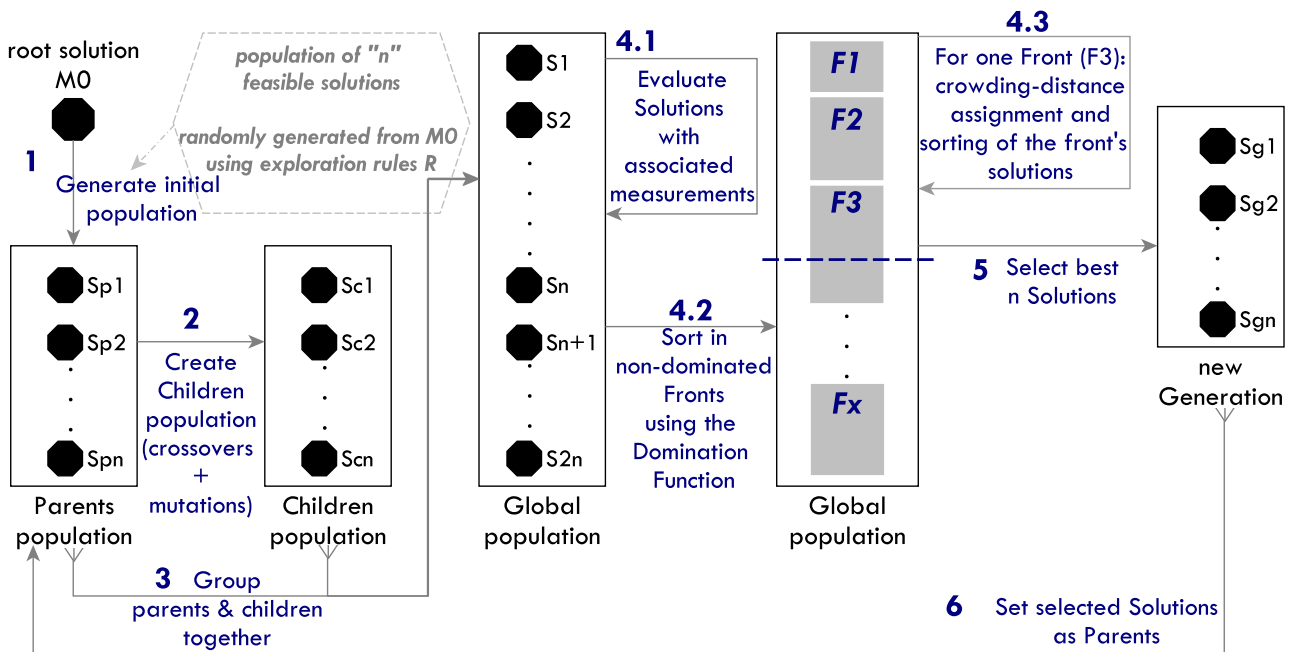 root solution
M0
1
Generate initial
population
population of "n"
feasible solutions
randomly generated from M0
using exploration rules R
Sp1
Sp2
.
.
.
Spn
Parents
population
2
Create
Children
population
(crossovers
+
mutations)
Sc1
Sc2
.
.
.
Scn
Children
population
3 Group
parents & children
together
S1
S2
.
.
.
.
Sn
Sn+1
.
.
.
S2n
Global
population
4.1
Evaluate
Solutions
with
associated
measurements
4.2
Sort in
non-dominated
Fronts
using the
Domination
Function
F1
F2
F3
.
.
.
Fx
Global
population
4.3
For one Front (F3):
crowding-distance
assignment and
sorting of the front's
solutions
5 Select best
n Solutions
Sg1
Sg2
.
.
.
Sgn
new
Generation
6 Set selected Solutions
as Parents